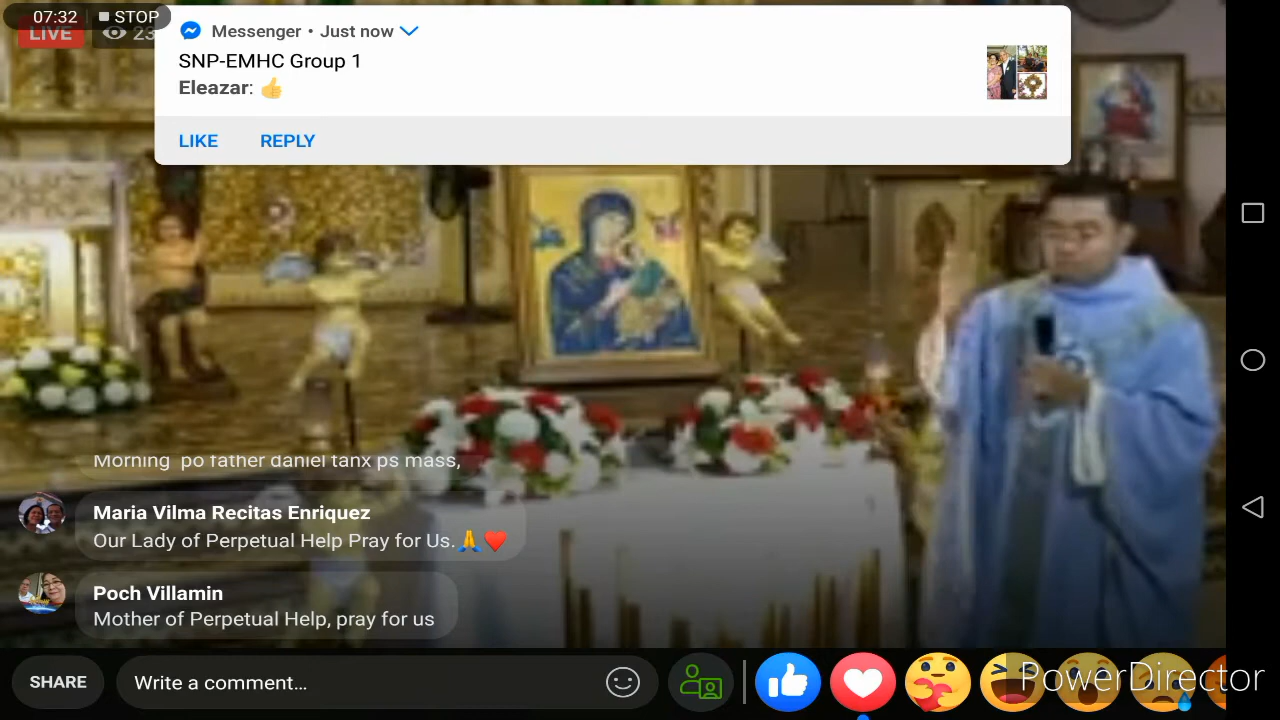 07:32 STOP
LIVE 23
Messenger • Just now
SNP-EMHC Group 1
Eleazar: 👍
LIKE REPLY
Morning po father daniel tanx ps mass,
Maria Vilma Recitas Enriquez
Our Lady of Perpetual Help Pray for Us.🙏❤️
Poch Villamin
Mother of Perpetual Help, pray for us
SHARE Write a comment...
PowerDirector